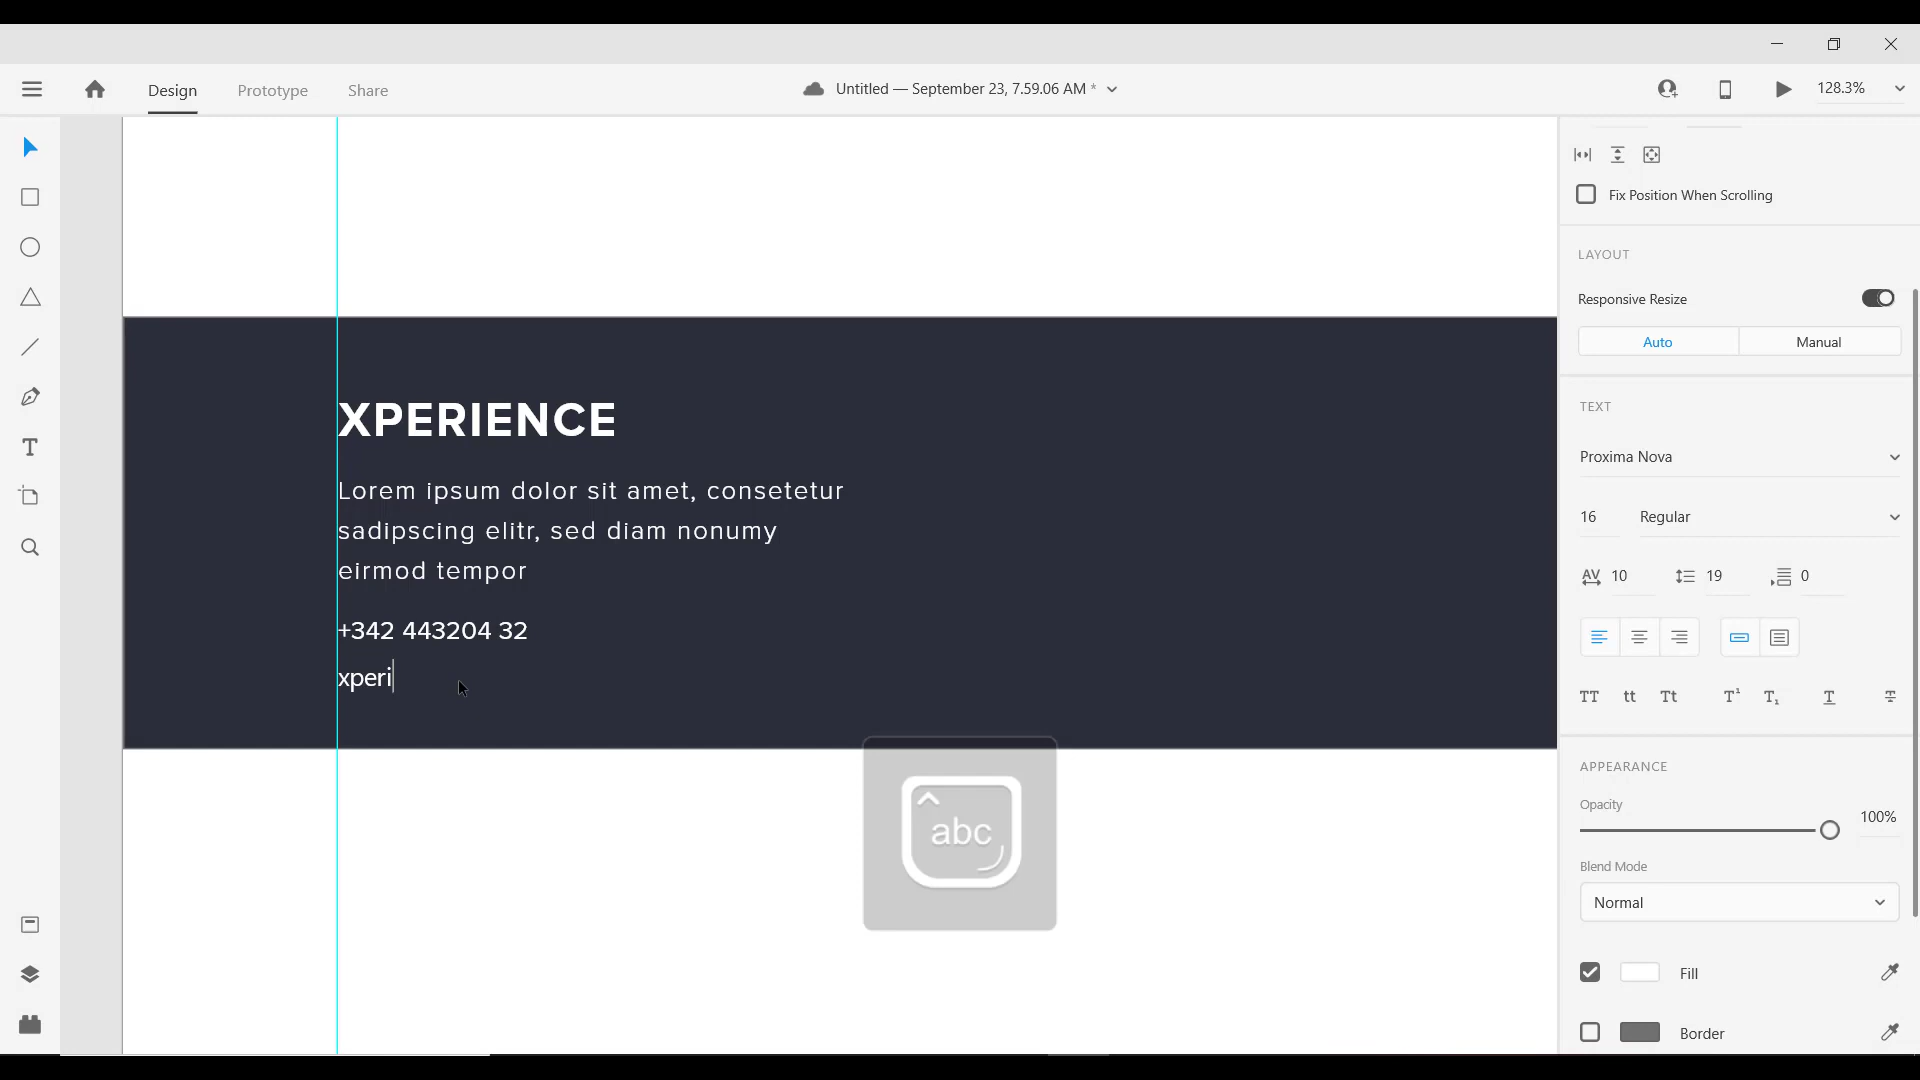 Design Prototype Share
Untitled — September 23, 7.59.06 AM *
128.3%
Fix Position When Scrolling
LAYOUT
Responsive Resize
Auto Manual
TEXT
Proxima Nova
16 Regular
AV 10 19 0
TT tt Tt T¹ T₁ T T
APPEARANCE
Opacity
100%
Blend Mode
Normal
Fill
Border
T
XPERIENCE
Lorem ipsum dolor sit amet, consetetur
sadipscing elitr, sed diam nonumy
eirmod tempor
+342 443204 32
xperi
abc